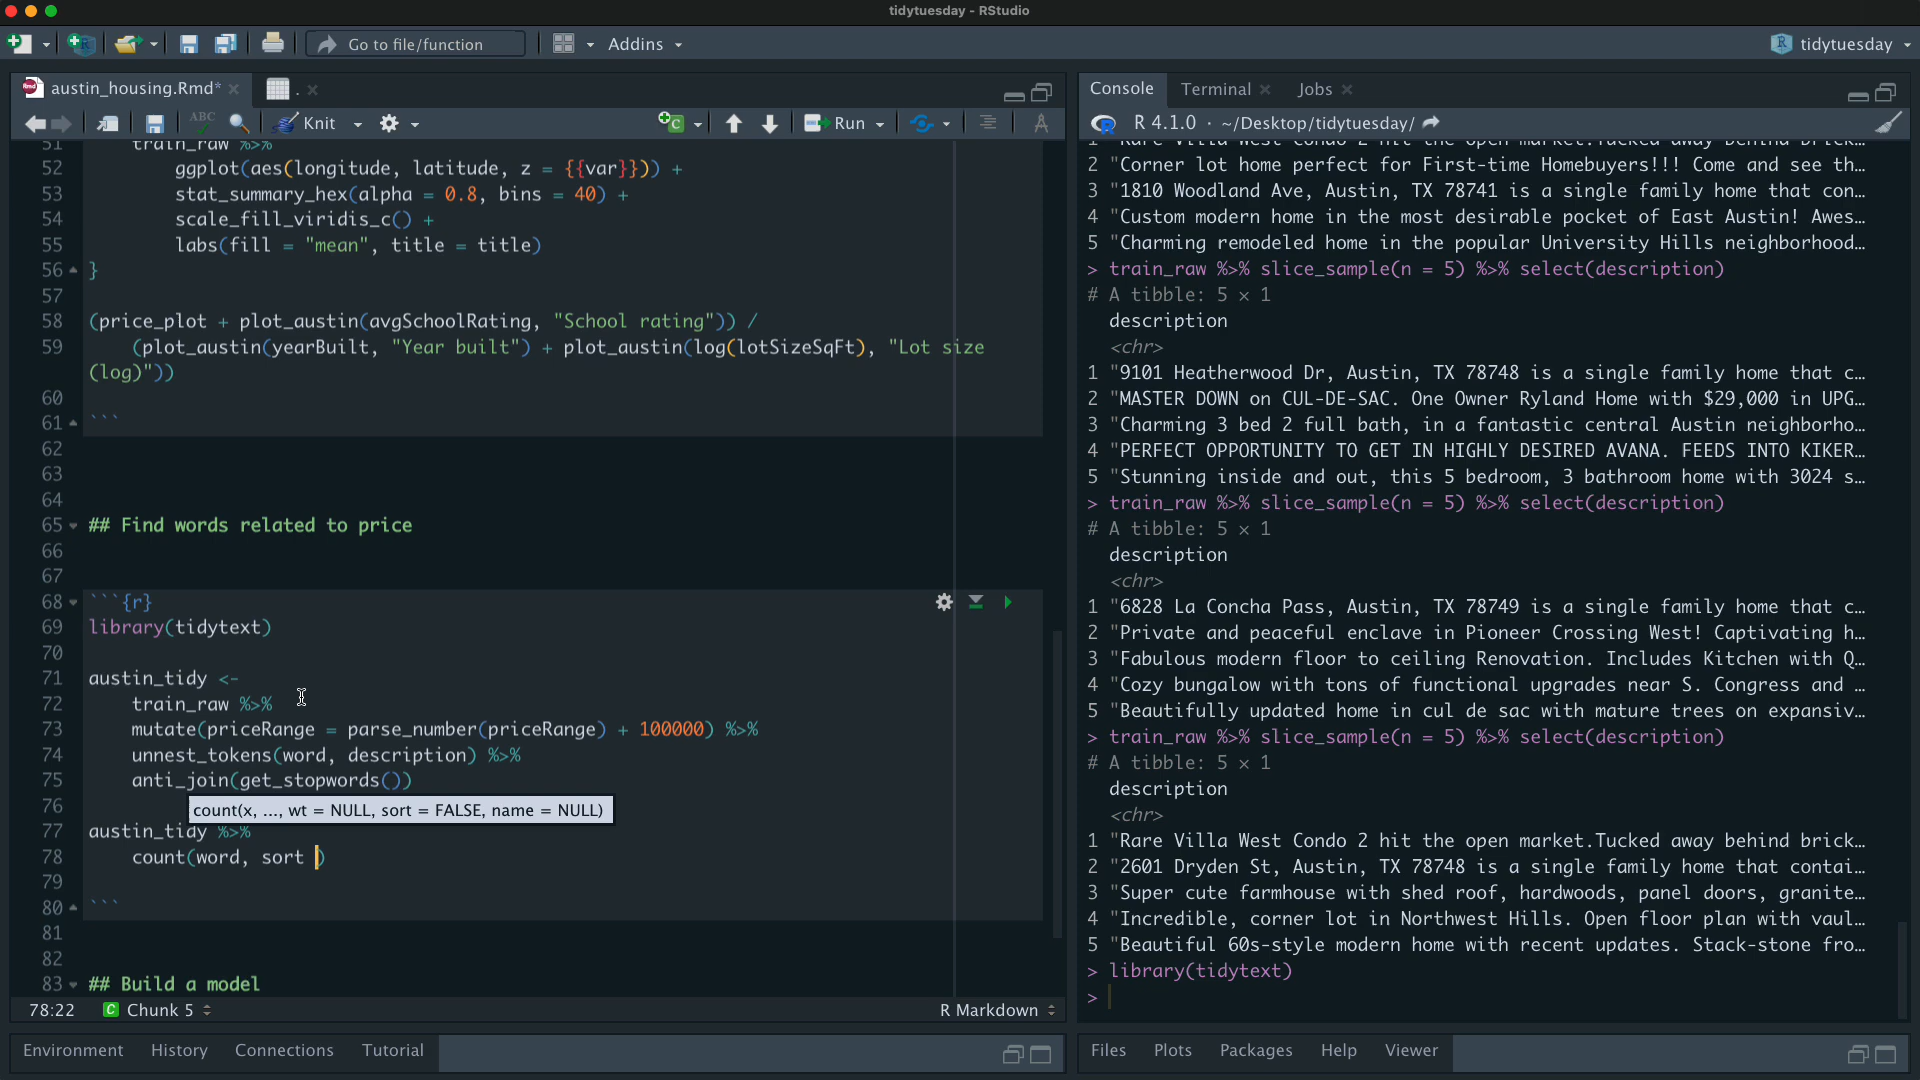 tidytuesday - RStudio
Go to file/function
Addins
tidytuesday
austin_housing.Rmd*
.
ABC
Knit
Run
51 train_raw %>%
52 ggplot(aes(longitude, latitude, z = {{var}})) +
53 stat_summary_hex(alpha = 0.8, bins = 40) +
54 scale_fill_viridis_c() +
55 labs(fill = "mean", title = title)
56 }
57
58 (price_plot + plot_austin(avgSchoolRating, "School rating")) /
59 (plot_austin(yearBuilt, "Year built") + plot_austin(log(lotSizeSqFt), "Lot size
(log)"))
60
61 ```
62
63
64
65 ## Find words related to price
66
67
68 ```{r}
69 library(tidytext)
70
71 austin_tidy <-
72 train_raw %>%
73 mutate(priceRange = parse_number(priceRange) + 100000) %>%
74 unnest_tokens(word, description) %>%
75 anti_join(get_stopwords())
76
count(x, ..., wt = NULL, sort = FALSE, name = NULL)
77 austin_tidy %>%
78 count(word, sort )
79
80 ```
81
82
83 ## Build a model
78:22
C Chunk 5
R Markdown
Environment
History
Connections
Tutorial
Console
Terminal
Jobs
R 4.1.0 · ~/Desktop/tidytuesday/
1 "Rare Villa West Condo 2 hit the open market.Tucked away behind brick…
2 "Corner lot home perfect for First-time Homebuyers!!! Come and see th…
3 "1810 Woodland Ave, Austin, TX 78741 is a single family home that con…
4 "Custom modern home in the most desirable pocket of East Austin! Awes…
5 "Charming remodeled home in the popular University Hills neighborhood…
> train_raw %>% slice_sample(n = 5) %>% select(description)
# A tibble: 5 × 1
description
<chr>
1 "9101 Heatherwood Dr, Austin, TX 78748 is a single family home that c…
2 "MASTER DOWN on CUL-DE-SAC. One Owner Ryland Home with $29,000 in UPG…
3 "Charming 3 bed 2 full bath, in a fantastic central Austin neighborho…
4 "PERFECT OPPORTUNITY TO GET IN HIGHLY DESIRED AVANA. FEEDS INTO KIKER…
5 "Stunning inside and out, this 5 bedroom, 3 bathroom home with 3024 s…
> train_raw %>% slice_sample(n = 5) %>% select(description)
# A tibble: 5 × 1
description
<chr>
1 "6828 La Concha Pass, Austin, TX 78749 is a single family home that c…
2 "Private and peaceful enclave in Pioneer Crossing West! Captivating h…
3 "Fabulous modern floor to ceiling Renovation. Includes Kitchen with Q…
4 "Cozy bungalow with tons of functional upgrades near S. Congress and …
5 "Beautifully updated home in cul de sac with mature trees on expansiv…
> train_raw %>% slice_sample(n = 5) %>% select(description)
# A tibble: 5 × 1
description
<chr>
1 "Rare Villa West Condo 2 hit the open market.Tucked away behind brick…
2 "2601 Dryden St, Austin, TX 78748 is a single family home that contai…
3 "Super cute farmhouse with shed roof, hardwoods, panel doors, granite…
4 "Incredible, corner lot in Northwest Hills. Open floor plan with vaul…
5 "Beautiful 60s-style modern home with recent updates. Stack-stone fro…
> library(tidytext)
>
Files
Plots
Packages
Help
Viewer